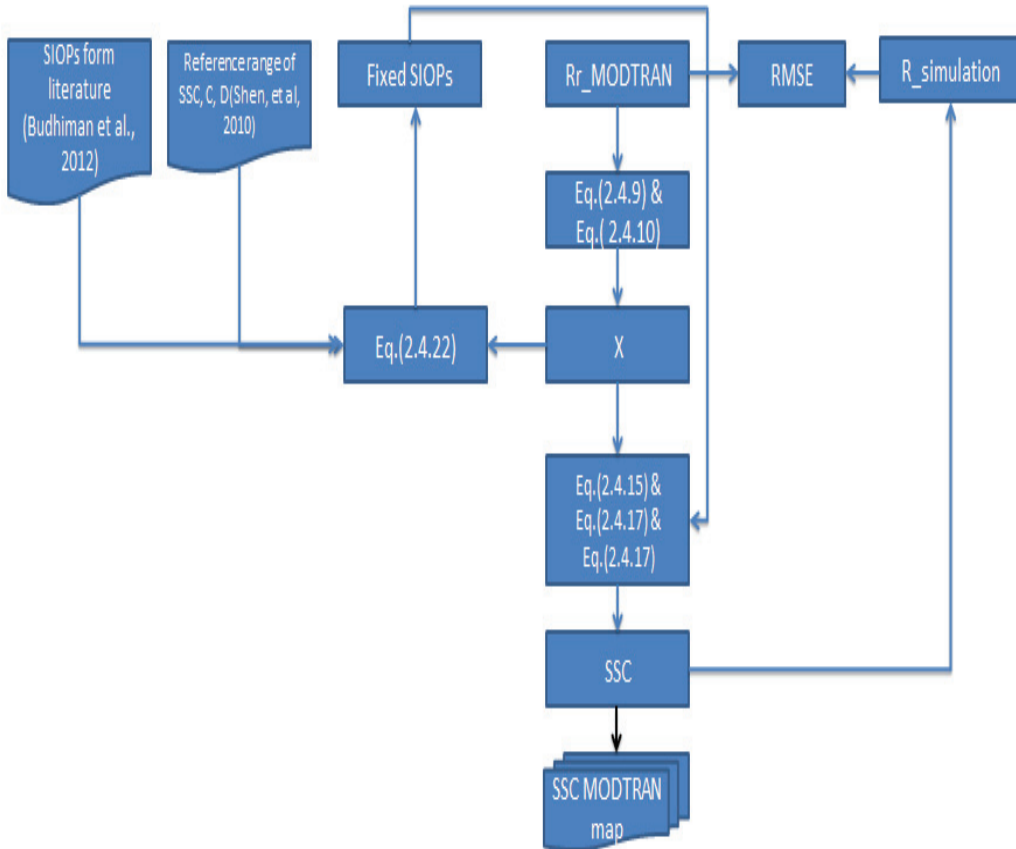 SIOPs form
literature
(Budhiman et al.,
2012)
Reference range of
SSC, C, D(Shen, et al,
2010)
Fixed SIOPs
Rr_MODTRAN
RMSE
R_simulation
Eq.(2.4.9) &
Eq.( 2.4.10)
Eq.(2.4.22)
X
Eq.(2.4.15) &
Eq.(2.4.17) &
Eq.(2.4.17)
SSC
SSC MODTRAN
map